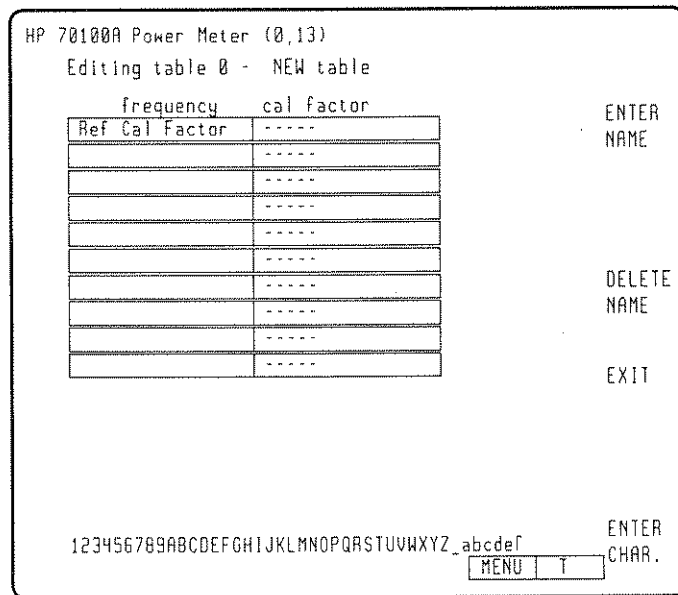 HP 70100A Power Meter (0,13)
Editing table 0 - NEW table
frequency cal factor
Ref Cal Factor -----
-----
-----
-----
-----
-----
-----
-----
-----
-----
ENTER
NAME
DELETE
NAME
EXIT
123456789ABCDEFGHIJKLMNOPQRSTUVWXYZ_abcdef
ENTER
CHAR.
MENU T